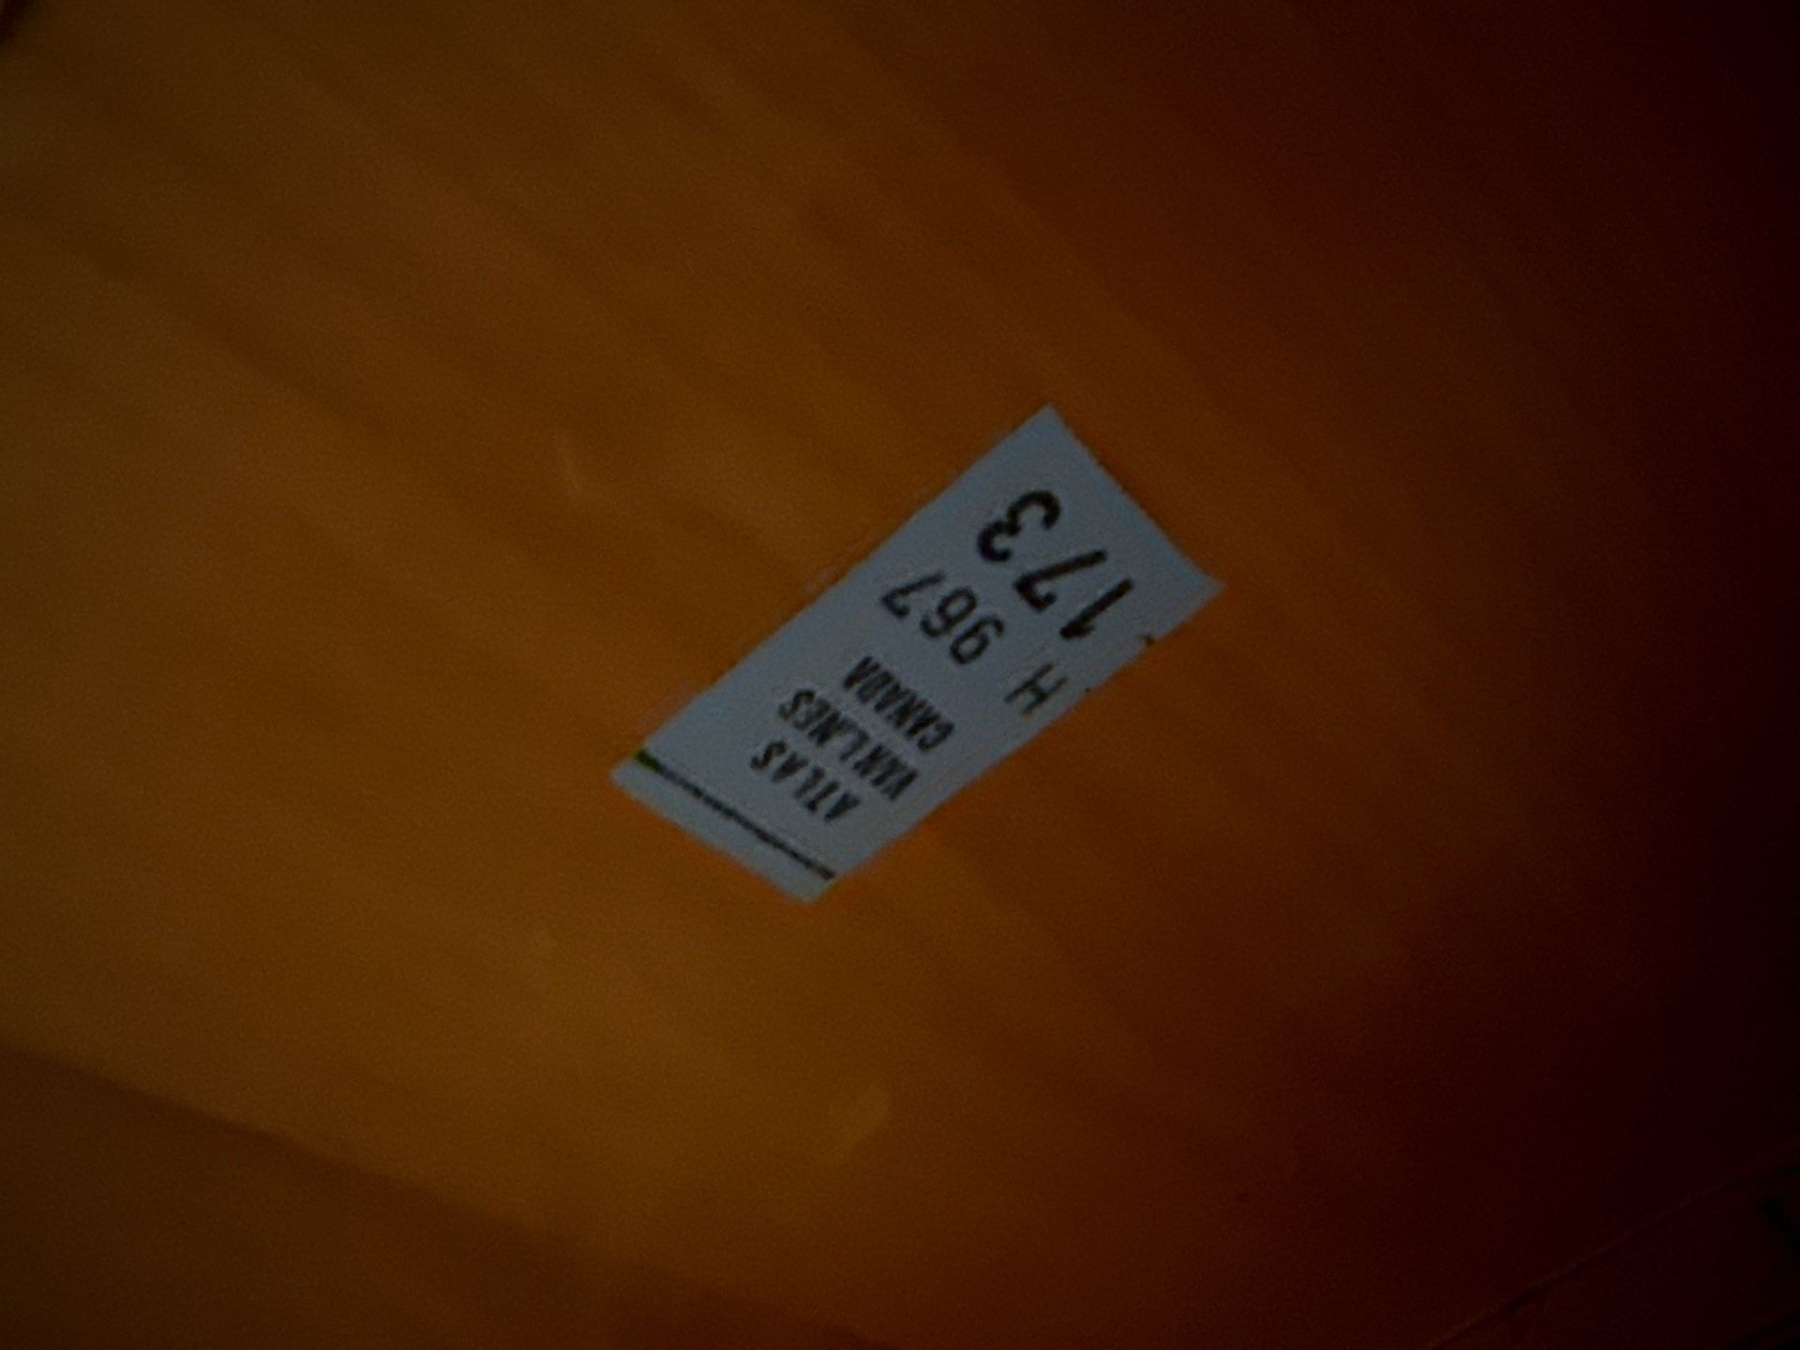 ATLAS
VAN LINES
CANADA
H 967
173